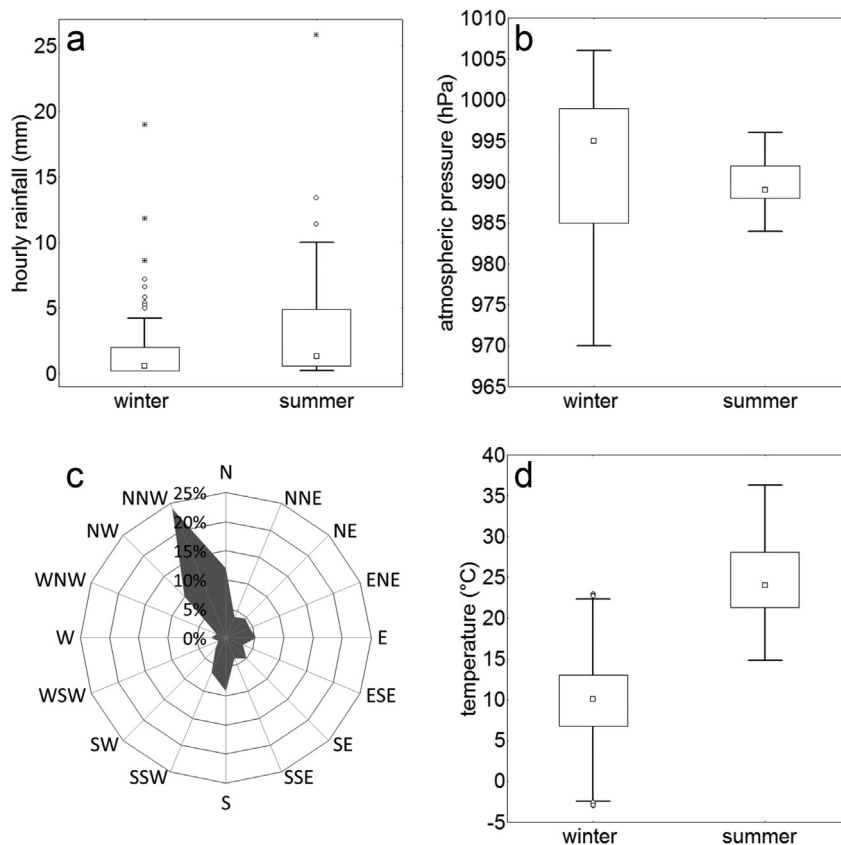 a
hourly rainfall (mm)
25
20
15
10
5
0
winter summer
b
atmospheric pressure (hPa)
1010
1005
1000
995
990
985
980
975
970
965
winter summer
c
N
NNE
NE
ENE
E
ESE
SE
SSE
S
SSW
SW
WSW
W
WNW
NW
NNW
25%
20%
15%
10%
5%
0%
d
temperature (°C)
40
35
30
25
20
15
10
5
0
-5
winter summer